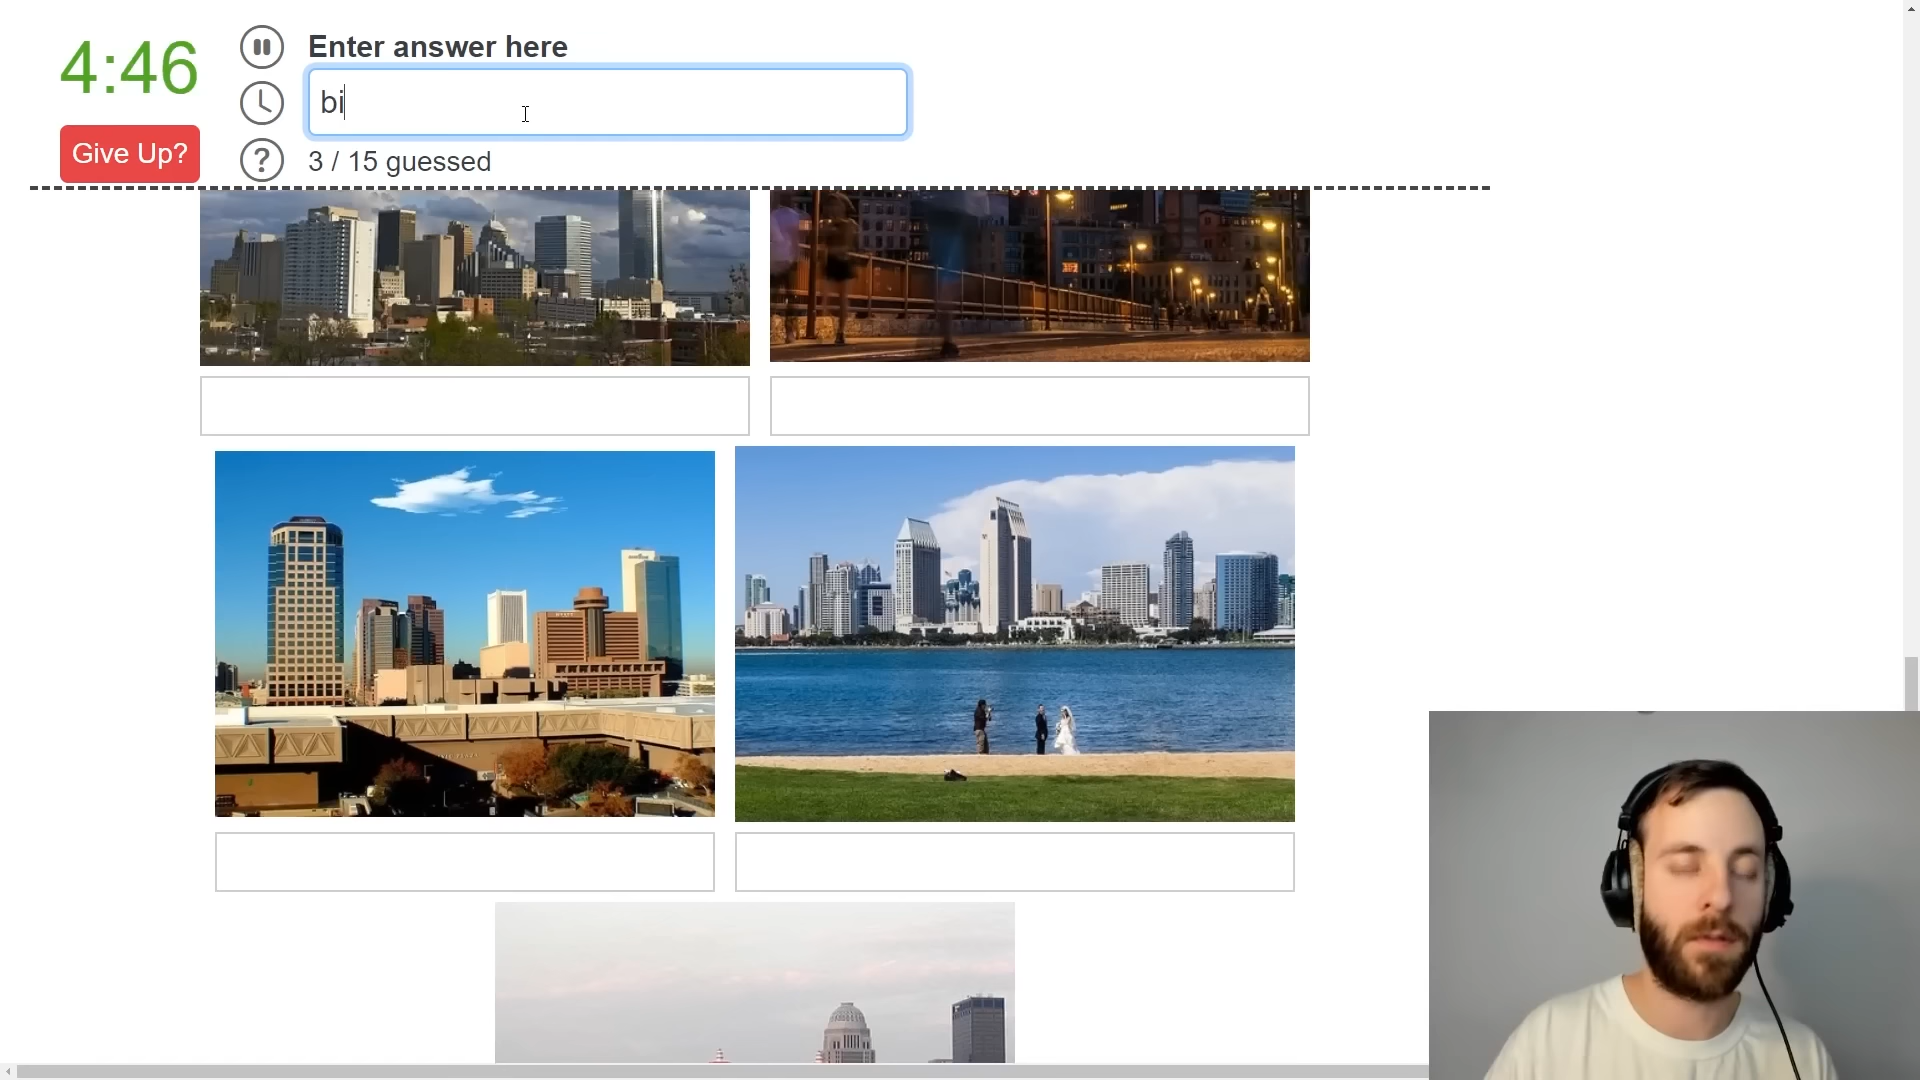 4:46
Enter answer here
bi
Give Up?
?
3 / 15 guessed